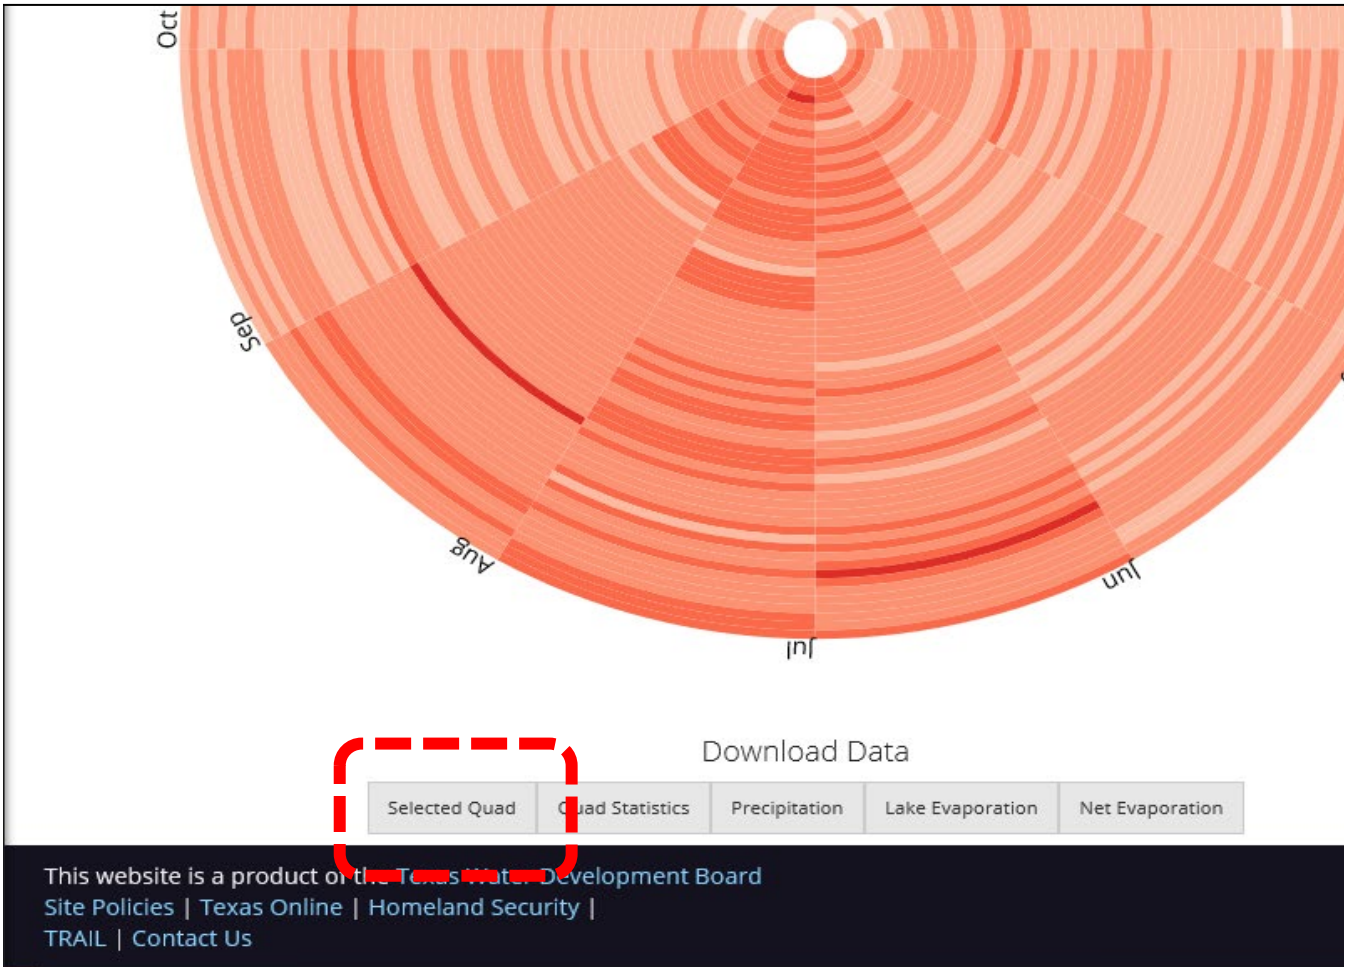 Oct
Sep
Aug
Jul
Jun
Download Data
Selected Quad
Quad Statistics
Precipitation
Lake Evaporation
Net Evaporation
This website is a product of the Texas Water Development Board
Site Policies | Texas Online | Homeland Security |
TRAIL | Contact Us